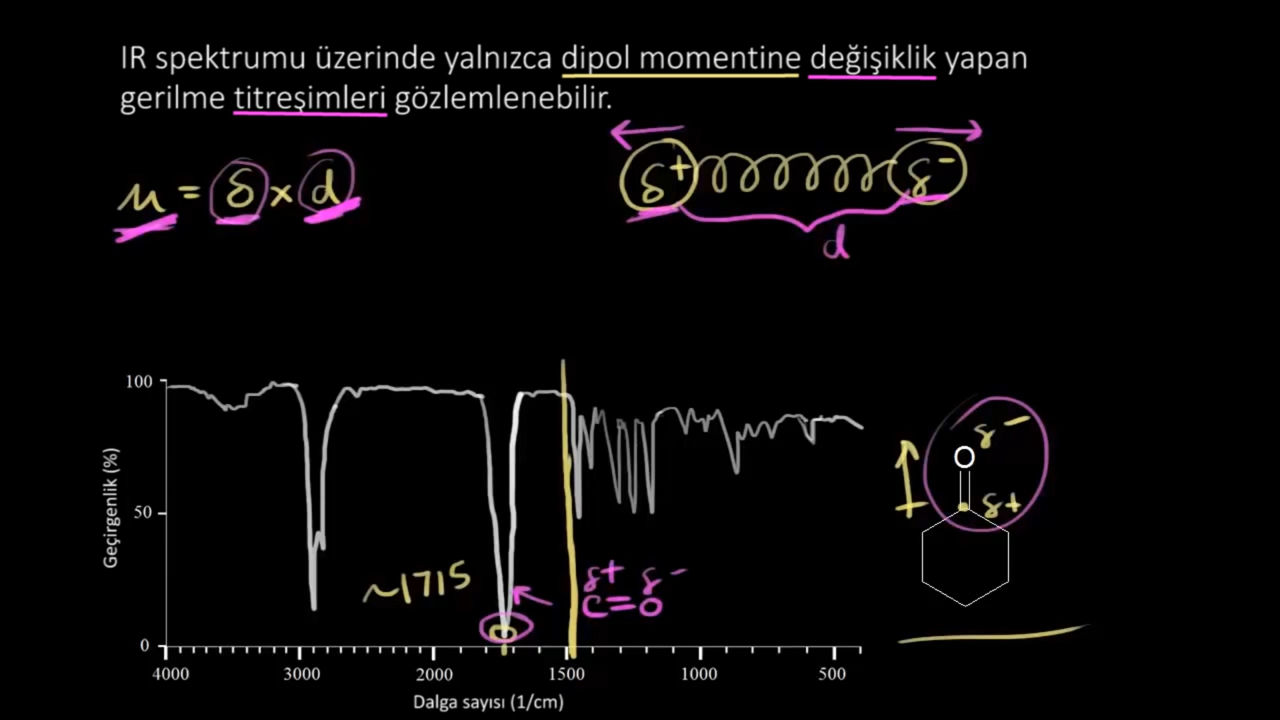 IR spektrumu üzerinde yalnızca dipol momentine değişiklik yapan
gerilme titreşimleri gözlemlenebilir.
μ = δ x d
δ+ δ-
d
100
50
0
Geçirgenlik (%)
4000 3000 2000 1500 1000 500
Dalga sayısı (1/cm)
~1715
δ+ δ-
C=O
δ-
O
δ+